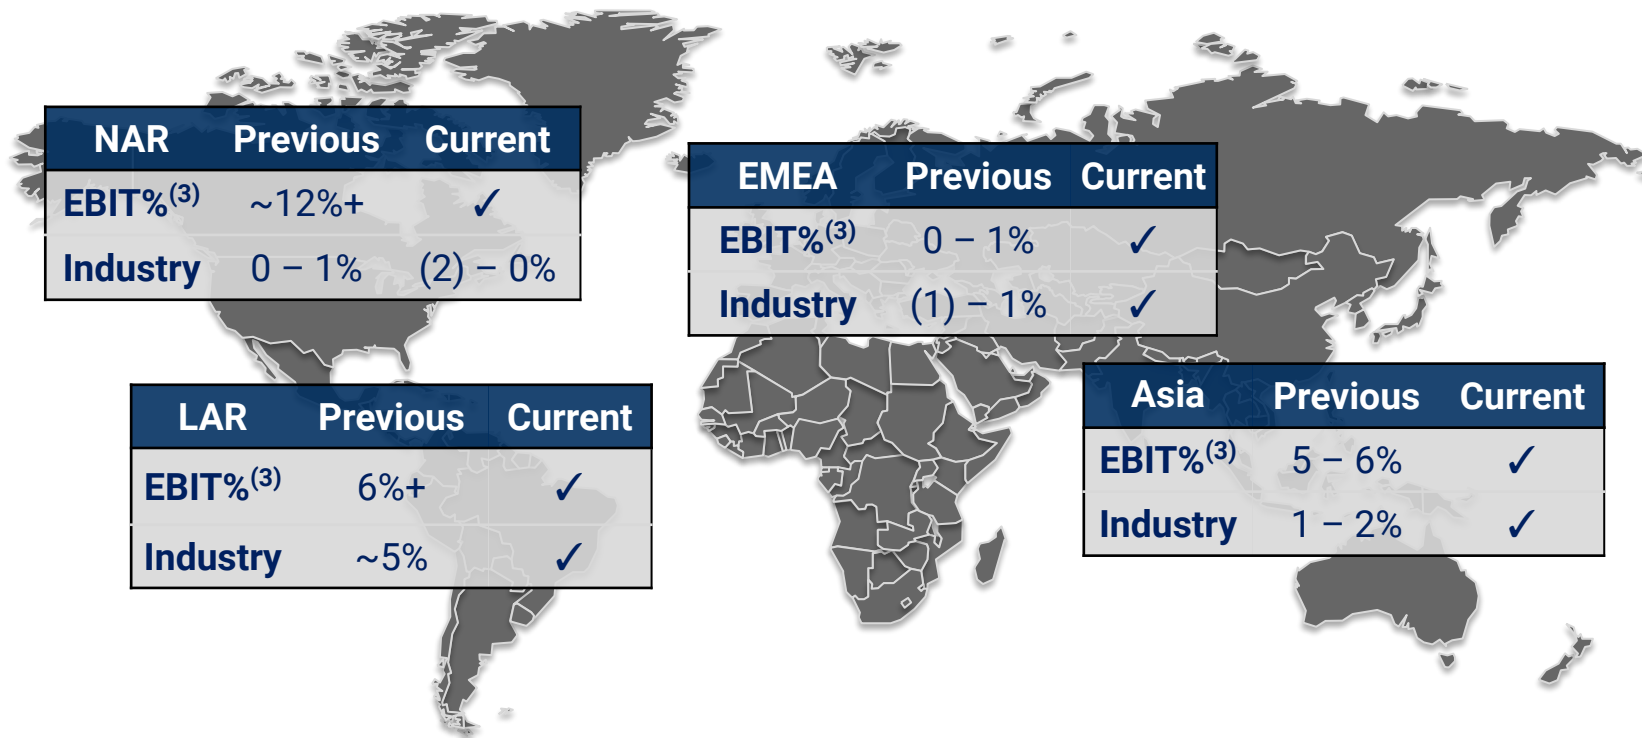 NAR Previous Current
EBIT%(3) ~12%+ ✓
Industry 0 – 1% (2) – 0%
EMEA Previous Current
EBIT%(3) 0 – 1% ✓
Industry (1) – 1% ✓
LAR Previous Current
EBIT%(3) 6%+ ✓
Industry ~5% ✓
Asia Previous Current
EBIT%(3) 5 – 6% ✓
Industry 1 – 2% ✓